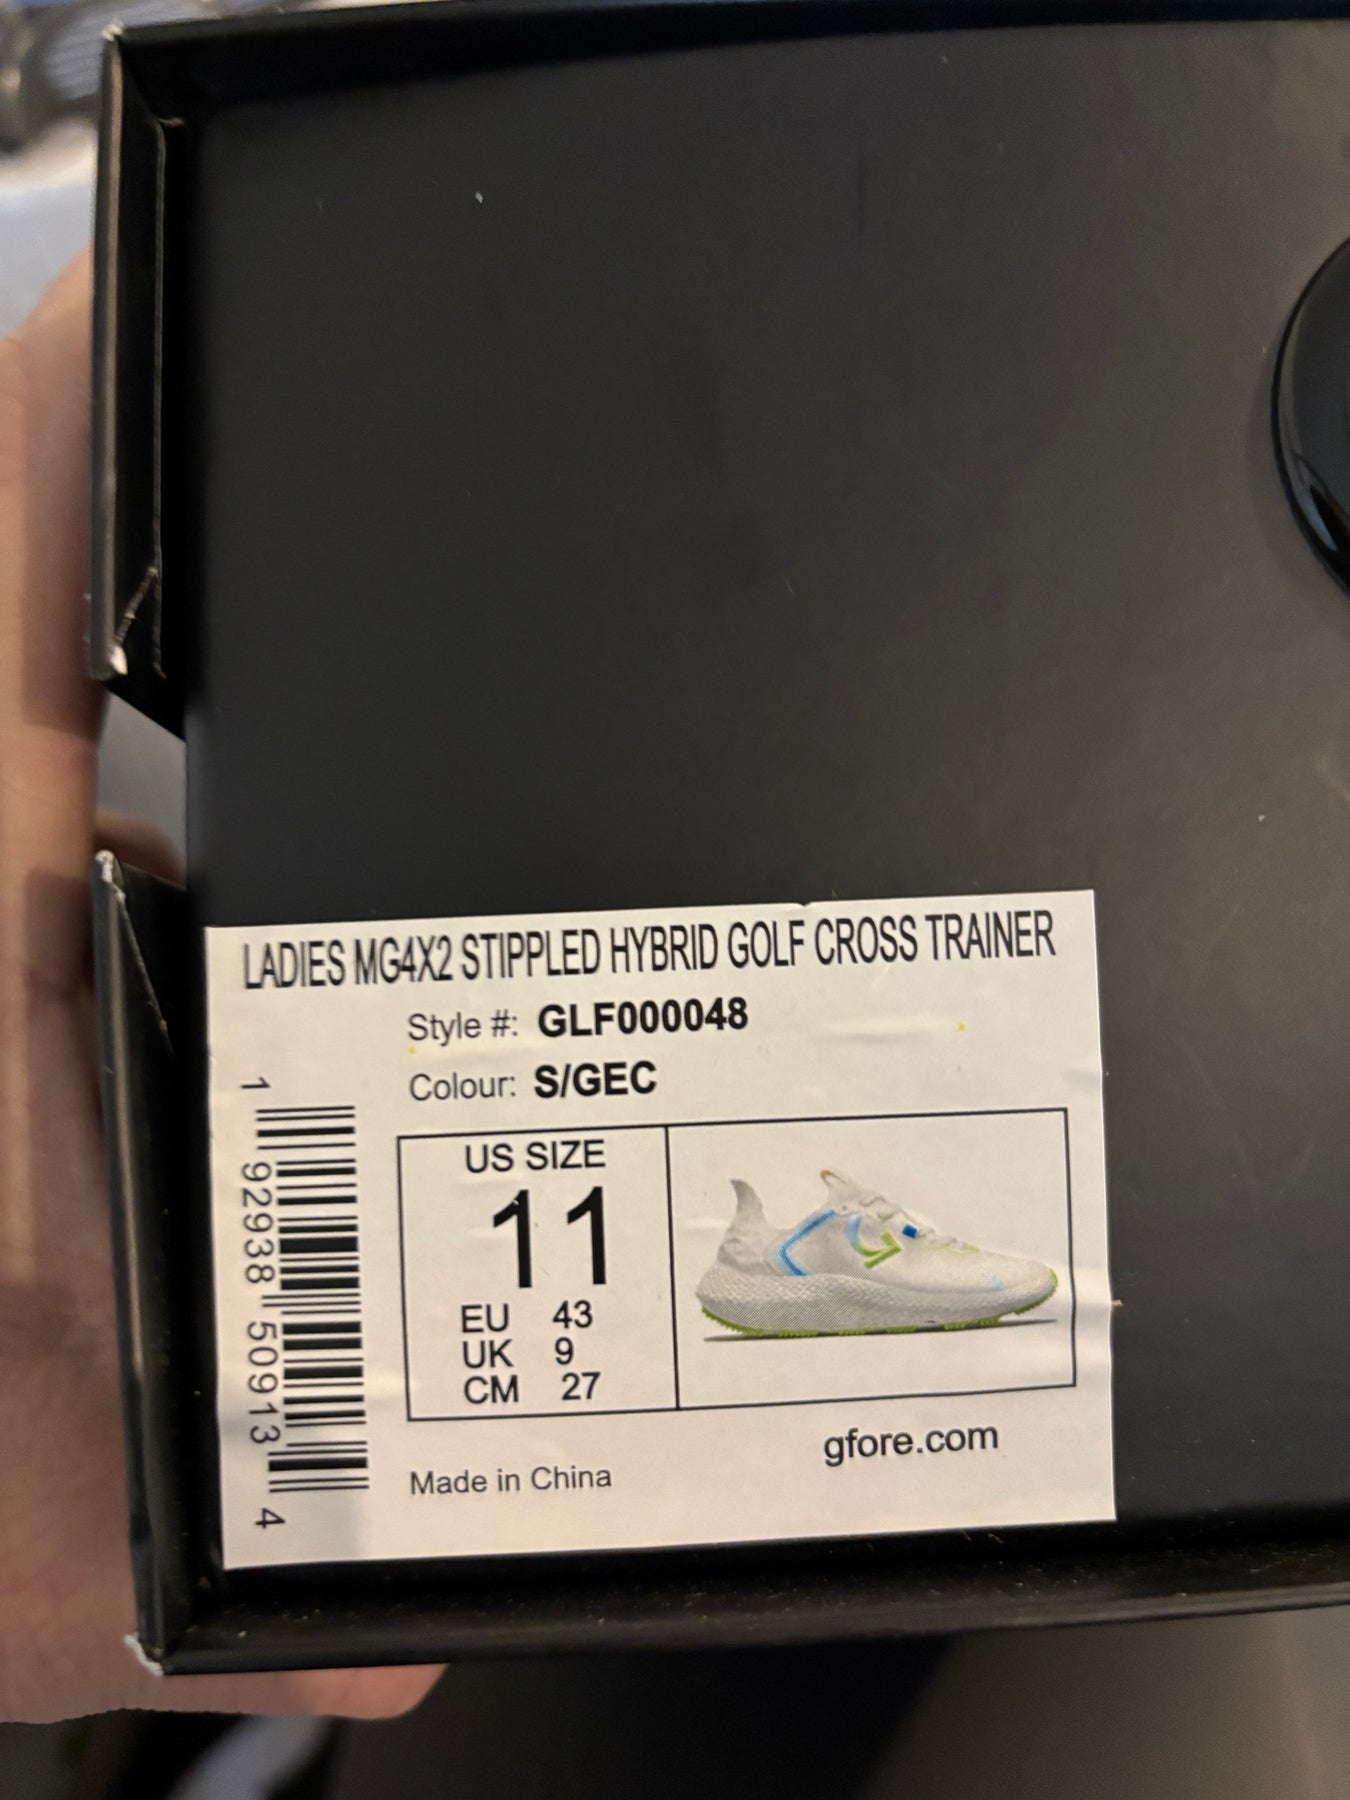 LADIES MG4X2 STIPPLED HYBRID GOLF CROSS TRAINER
Style #: GLF000048
Colour: S/GEC
1 92938 50913 4
US SIZE
11
EU 43
UK 9
CM 27
gfore.com
Made in China